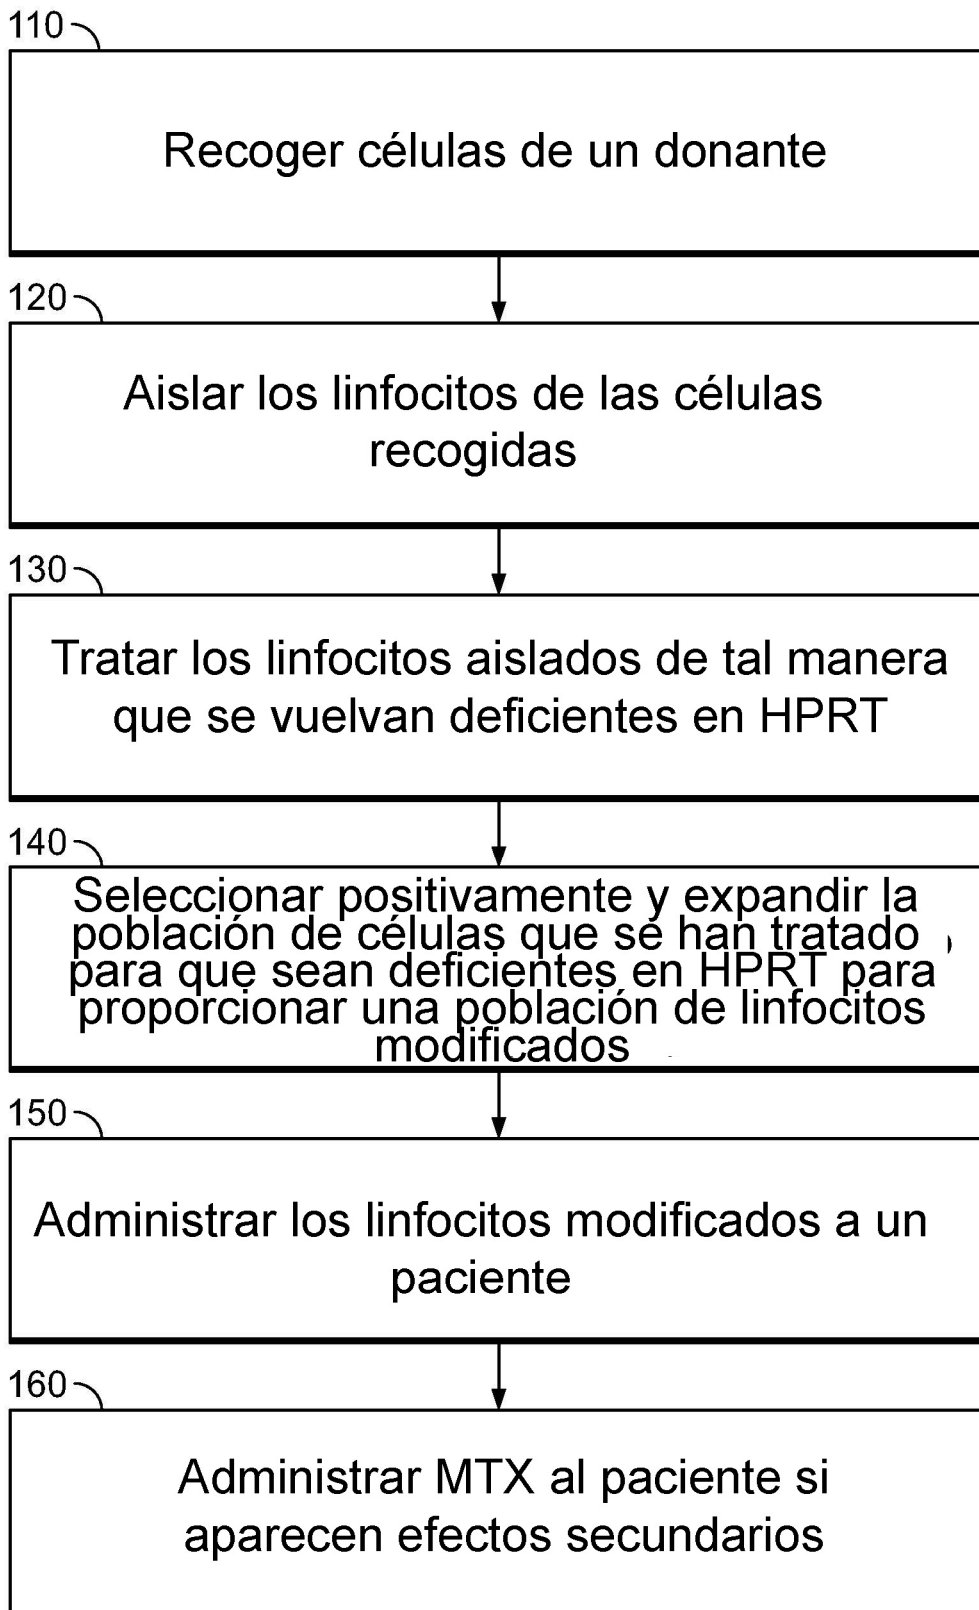 110
Recoger células de un donante
120
Aislar los linfocitos de las células
recogidas
130
Tratar los linfocitos aislados de tal manera
que se vuelvan deficientes en HPRT
140
Seleccionar positivamente y expandir la
población de células que se han tratado
para que sean deficientes en HPRT para
proporcionar una población de linfocitos
modificados
150
Administrar los linfocitos modificados a un
paciente
160
Administrar MTX al paciente si
aparecen efectos secundarios